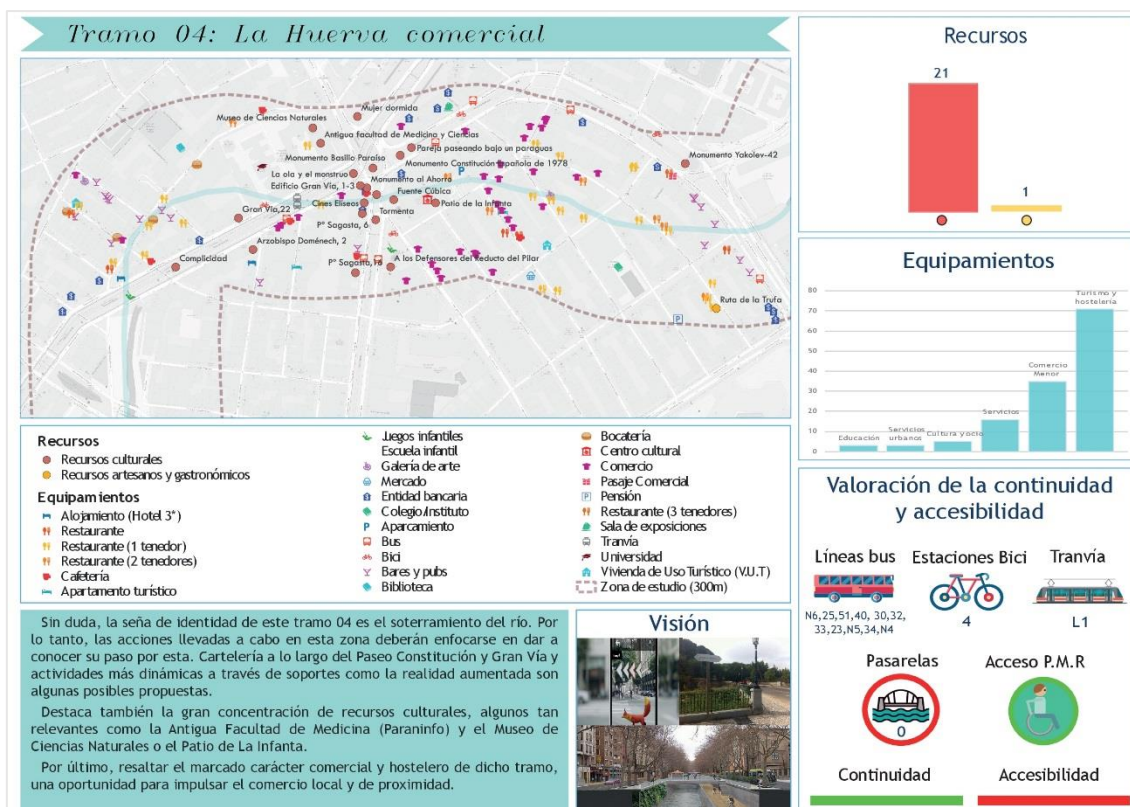 Tramo 04: La Huerva comercial
Mujer dormida
Museo de Ciencias Naturales
Antigua facultad de Medicina y Ciencias
Pareja paseando bajo un paraguas
Monumento Basilio Paraíso
Monumento Constitución Española de 1978
Monumento Yakolev-42
La ola y el monstruo
Monumento al Ahorro
Edificio Gran Vía, 1-3
Fuente Cúbica
Cines Elíseos
Patio de la Infanta
Gran Vía,22
Tormenta
Pº Sagasta, 6
Arzobispo Doménech, 2
Complicidad
Pº Sagasta,16
A los Defensores del Reducto del Pilar
Ruta de la Trufa
Recursos
Recursos culturales
Recursos artesanos y gastronómicos
Equipamientos
Alojamiento (Hotel 3*)
Restaurante
Restaurante (1 tenedor)
Restaurante (2 tenedores)
Cafetería
Apartamento turístico
Juegos infantiles
Escuela infantil
Galería de arte
Mercado
Entidad bancaria
Colegio/Instituto
P Aparcamiento
Bus
Bici
Bares y pubs
Biblioteca
Bocatería
Centro cultural
Comercio
Pasaje Comercial
P Pensión
Restaurante (3 tenedores)
Sala de exposiciones
Tranvía
Universidad
Vivienda de Uso Turístico (V.U.T)
Zona de estudio (300m)
Sin duda, la seña de identidad de este tramo 04 es el soterramiento del río. Por
lo tanto, las acciones llevadas a cabo en esta zona deberán enfocarse en dar a
conocer su paso por esta. Cartelería a lo largo del Paseo Constitución y Gran Vía y
actividades más dinámicas a través de soportes como la realidad aumentada son
algunas posibles propuestas.
Destaca también la gran concentración de recursos culturales, algunos tan
relevantes como la Antigua Facultad de Medicina (Paraninfo) y el Museo de
Ciencias Naturales o el Patio de La Infanta.
Por último, resaltar el marcado carácter comercial y hostelero de dicho tramo,
una oportunidad para impulsar el comercio local y de proximidad.
Visión
Recursos
21
1
Equipamientos
80
70
60
50
40
30
20
10
0
Educación
Servicios
urbanos
Cultura y ocio
Servicios
Comercio
Menor
Turismo y
hostelería
Valoración de la continuidad
y accesibilidad
Líneas bus
N6,25,51,40, 30,32,
33,23,N5,34,N4
Estaciones Bici
4
Tranvía
L1
Pasarelas
0
Acceso P.M.R
Continuidad
Accesibilidad